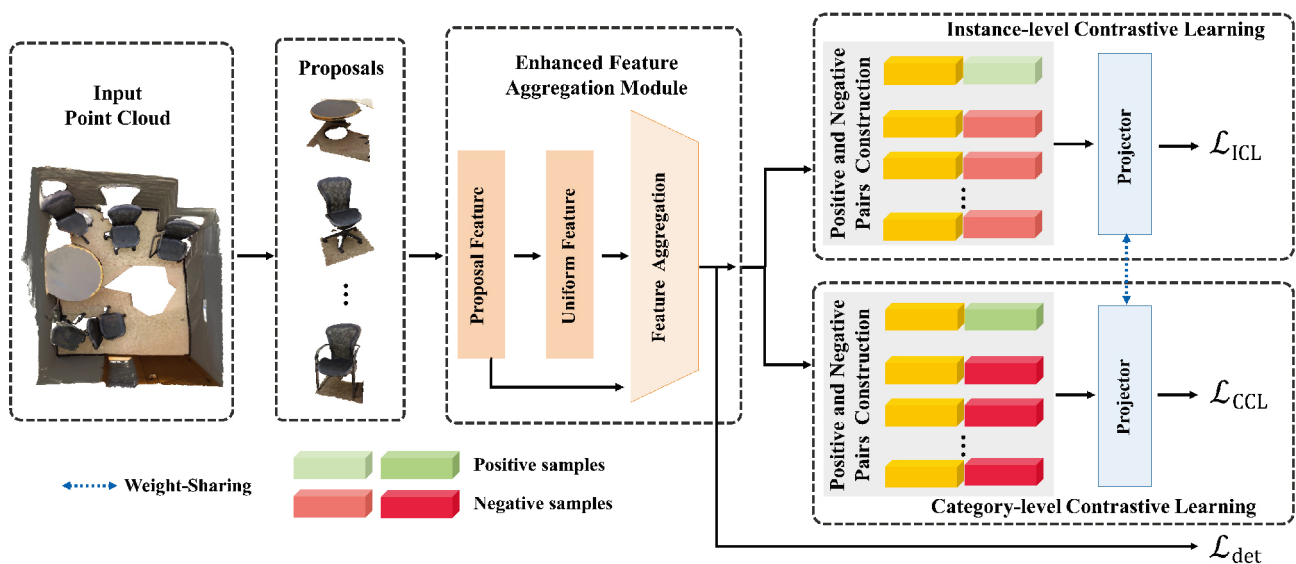 Input
Point Cloud
Proposals
Enhanced Feature
Aggregation Module
Proposal Feature
Uniform Feature
Feature Aggregation
Instance-level Contrastive Learning
Positive and Negative
Pairs Construction
Projector
ℒICL
Positive and Negative
Pairs Construction
Projector
ℒCCL
Category-level Contrastive Learning
Weight-Sharing
Positive samples
Negative samples
ℒdet